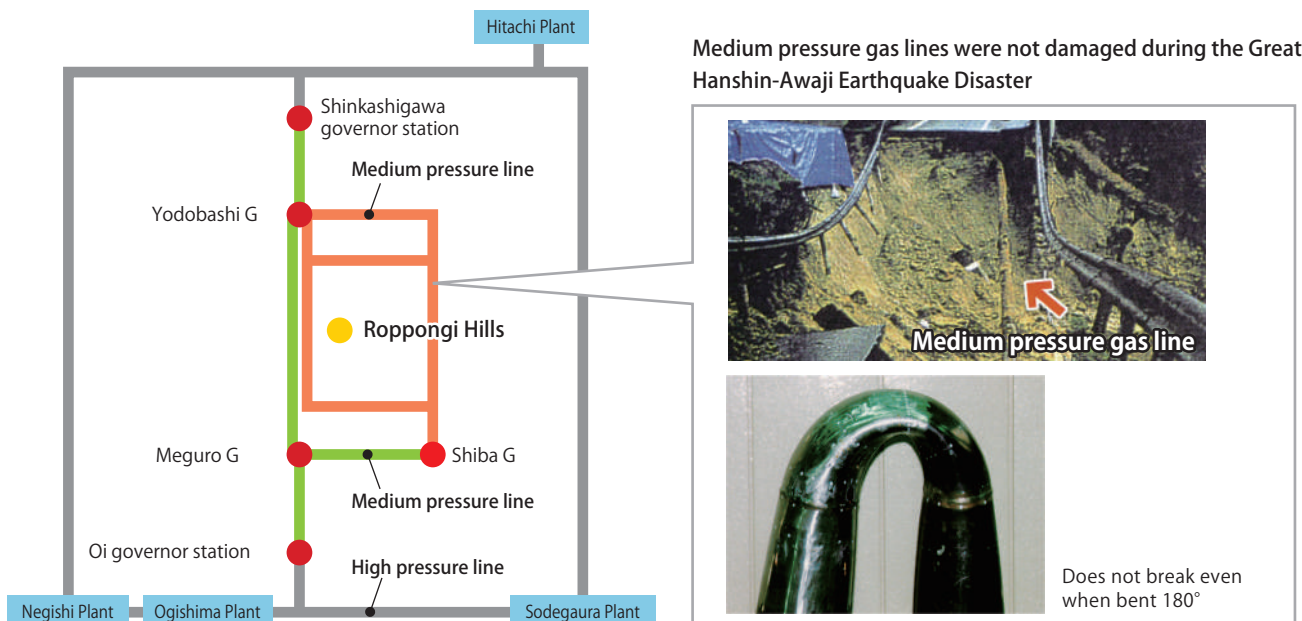 Hitachi Plant
Shinkashigawa
governor station
Medium pressure line
Yodobashi G
Roppongi Hills
Meguro G
Shiba G
Medium pressure line
Oi governor station
High pressure line
Negishi Plant
Ogishima Plant
Sodegaura Plant
Medium pressure gas lines were not damaged during the Great
Hanshin-Awaji Earthquake Disaster
Medium pressure gas line
Does not break even
when bent 180°